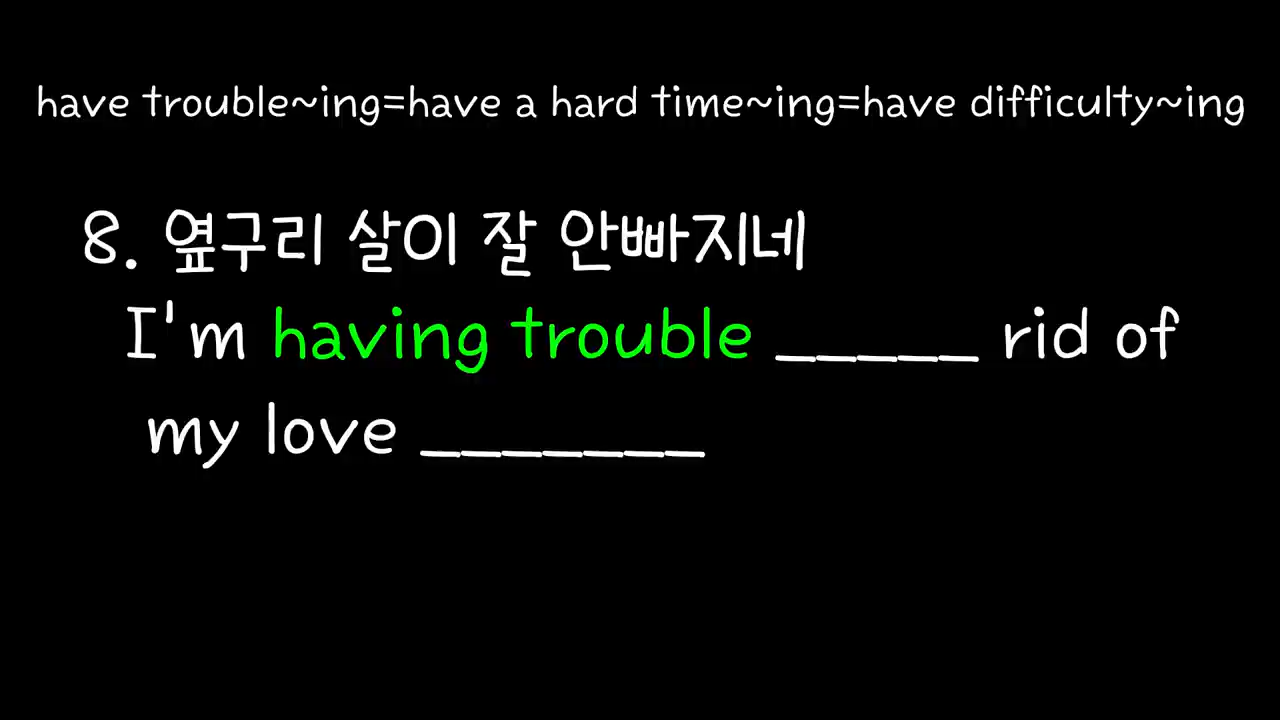 have trouble~ing=have a hard time~ing=have difficulty~ing
8. 옆구리 살이 잘 안빠지네
I'm having trouble _____ rid of
my love _______